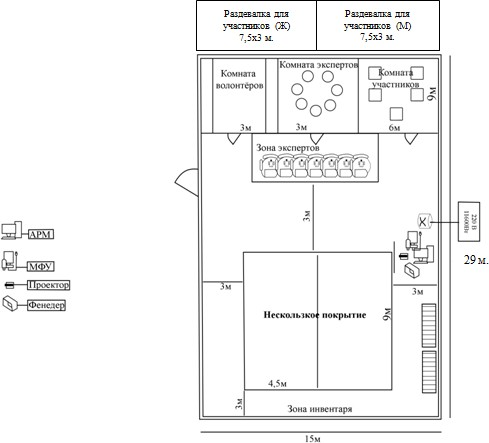 Раздевалка для
участников (Ж)
7,5х3 м.
Раздевалка для
участников (М)
7,5х3 м.
Комната
волонтёров
3м
Комната экспертов
3м
Комната
участников
6м
9м
Зона экспертов
3м
220 В
3м
Нескользкое покрытие
9м
3м
4,5м
3м
Зона инвентаря
29 м.
15м
АРМ
МФУ
Проектор
Фенедер